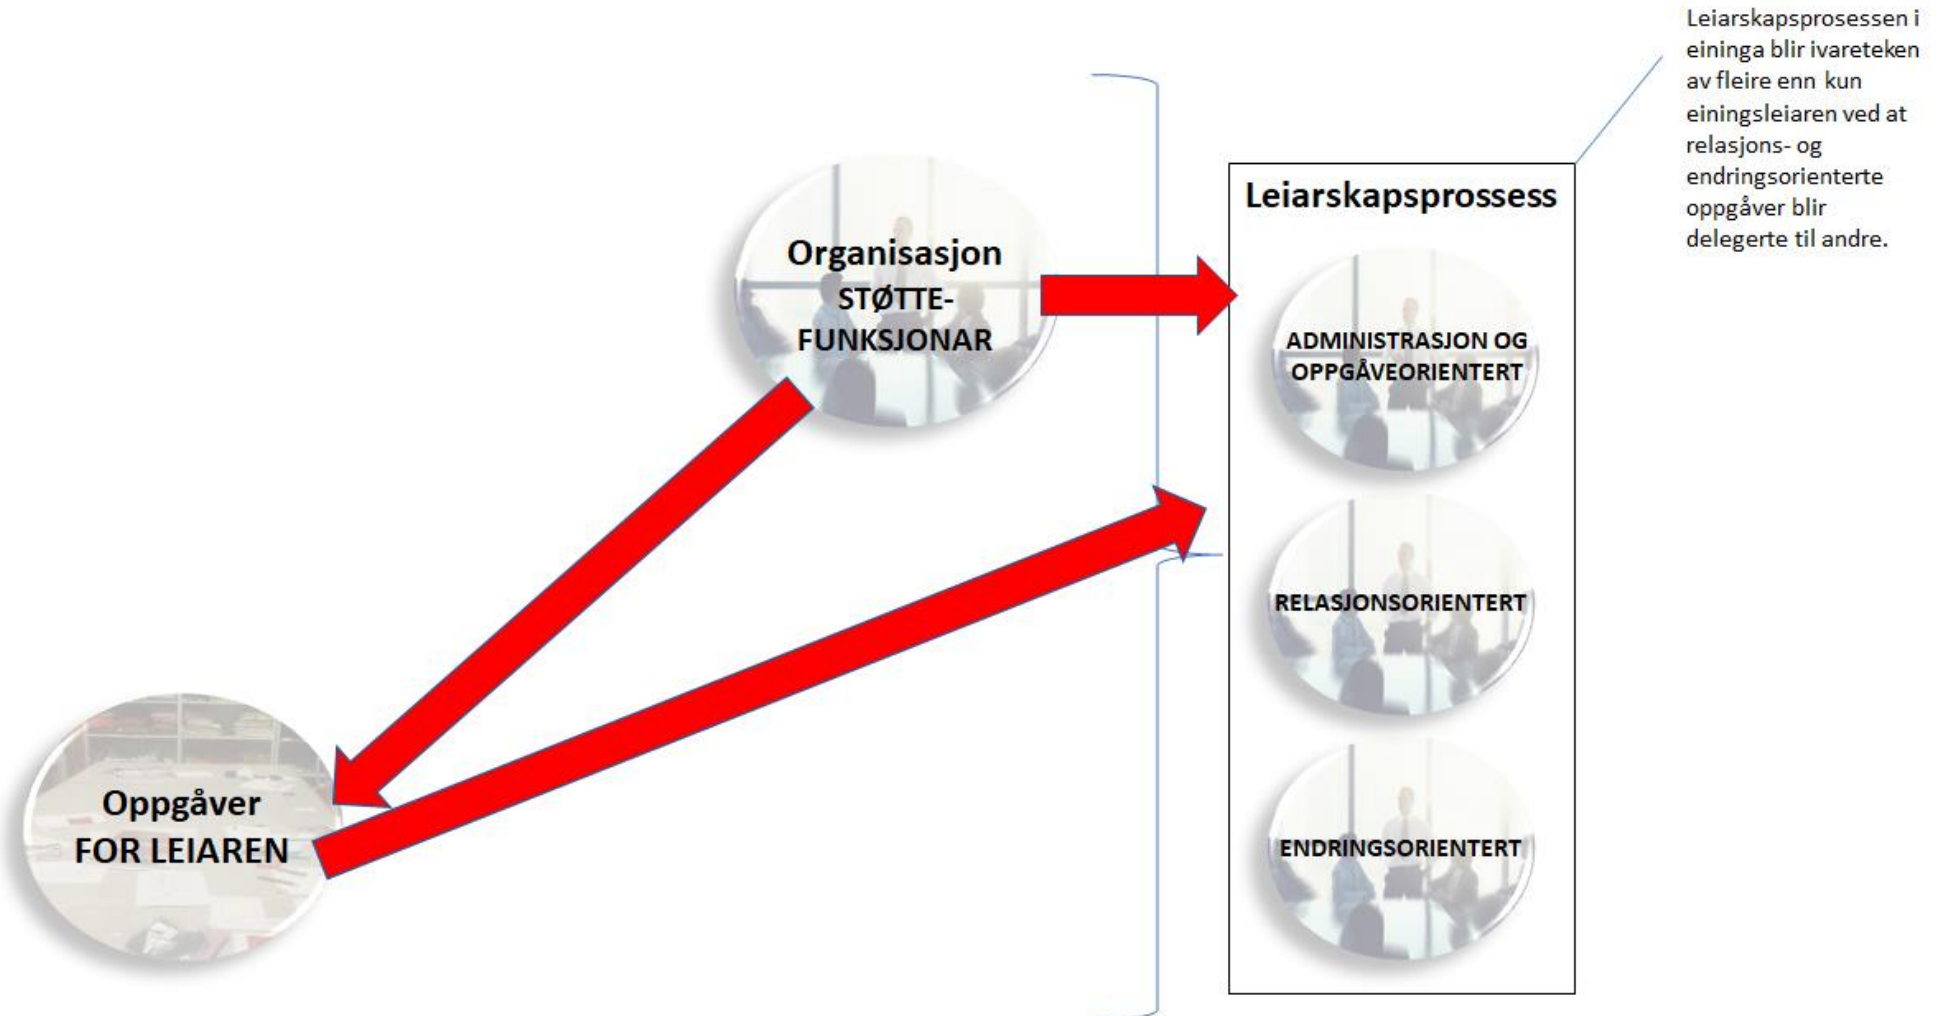 Leiarskapsprosessen i
eininga blir ivareteken
av fleire enn kun
einingsleiaren ved at
relasjons- og
endringsorienterte
oppgåver blir
delegerte til andre.
Organisasjon
STØTTE-
FUNKSJONAR
Leiarskapsprossess
ADMINISTRASJON OG
OPPGÅVEORIENTERT
RELASJONSORIENTERT
ENDRINGSORIENTERT
Oppgåver
FOR LEIAREN